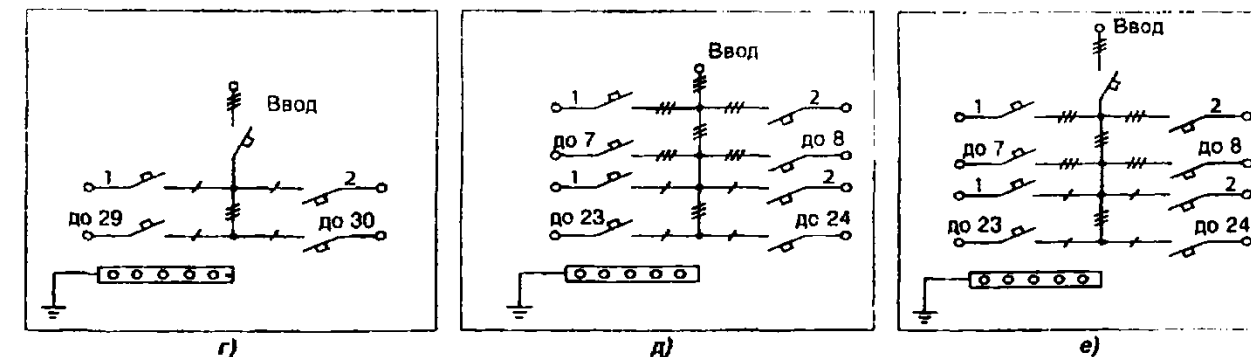 Ввод
1
2
до 29
до 30
г)
Ввод
1
2
до 7
до 8
1
2
до 23
дс 24
д)
Ввод
1
2
до 7
до 8
1
2
до 23
до 24
е)